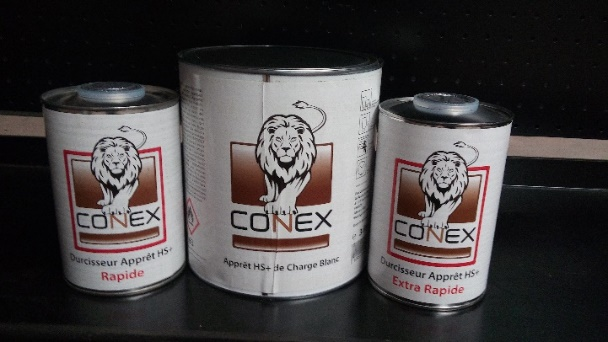 CONEX
Durcisseur Apprêt HS+
Rapide
CONEX
Apprêt HS+ de Charge Blanc
CONEX
Durcisseur Apprêt HS+
Extra Rapide